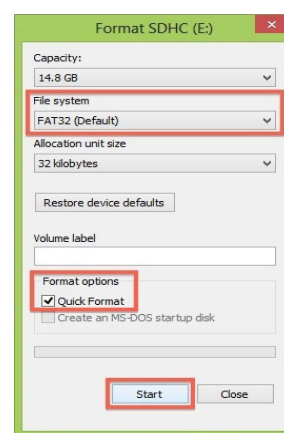 Format SDHC (E:)
Capacity:
14.8 GB
File system
FAT32 (Default)
Allocation unit size
32 kilobytes
Restore device defaults
Volume label
Format options
Quick Format
Create an MS-DOS startup disk
Start
Close